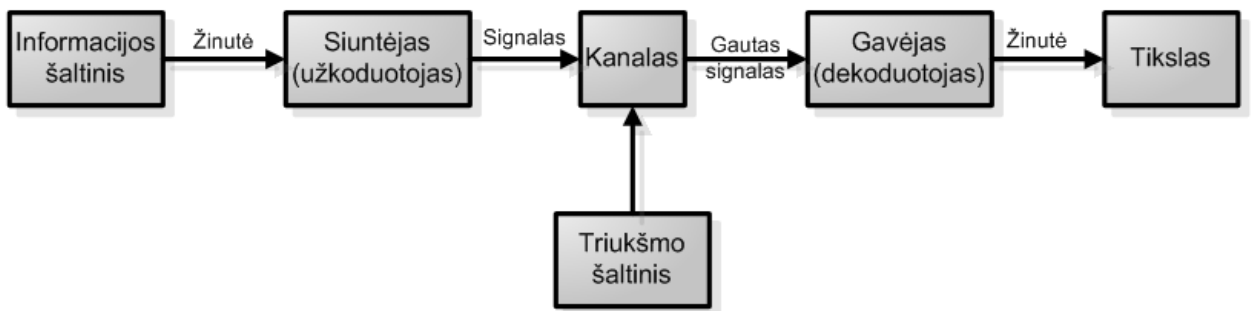 Informacijos
šaltinis
Žinutė
Siuntėjas
(užkoduotojas)
Signalas
Kanalas
Gautas
signalas
Gavėjas
(dekoduotojas)
Žinutė
Tikslas
Triukšmo
šaltinis